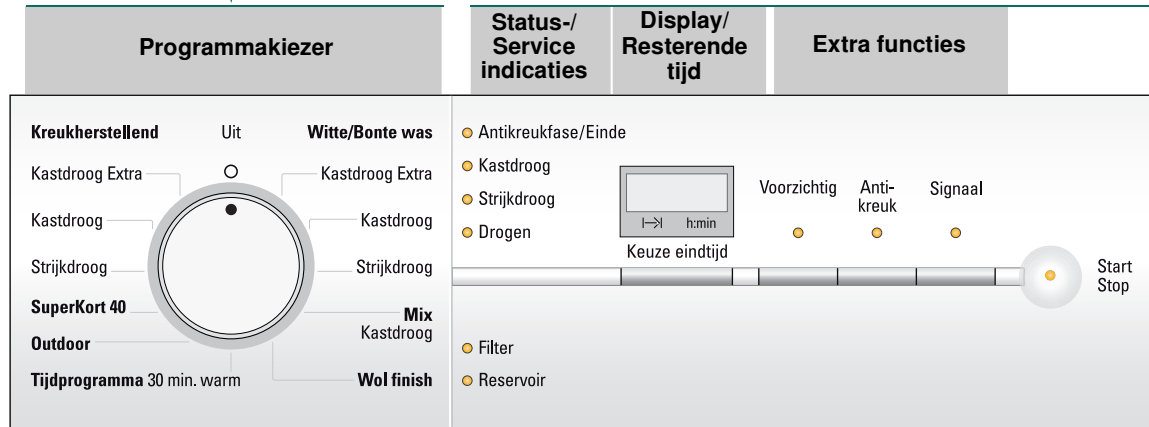 Programmakiezer
Status-/
Service
indicaties
Display/
Resterende
tijd
Extra functies
Kreukherstellend
Uit
Witte/Bonte was
Kastdroog Extra
Kastdroog Extra
Kastdroog
Kastdroog
Strijkdroog
Strijkdroog
SuperKort 40
Mix
Kastdroog
Outdoor
Tijdprogramma 30 min. warm
Wol finish
Antikreukfase/Einde
Kastdroog
Strijkdroog
Drogen
h:min
Keuze eindtijd
Voorzichtig
Anti-
kreuk
Signaal
Start
Stop
Filter
Reservoir